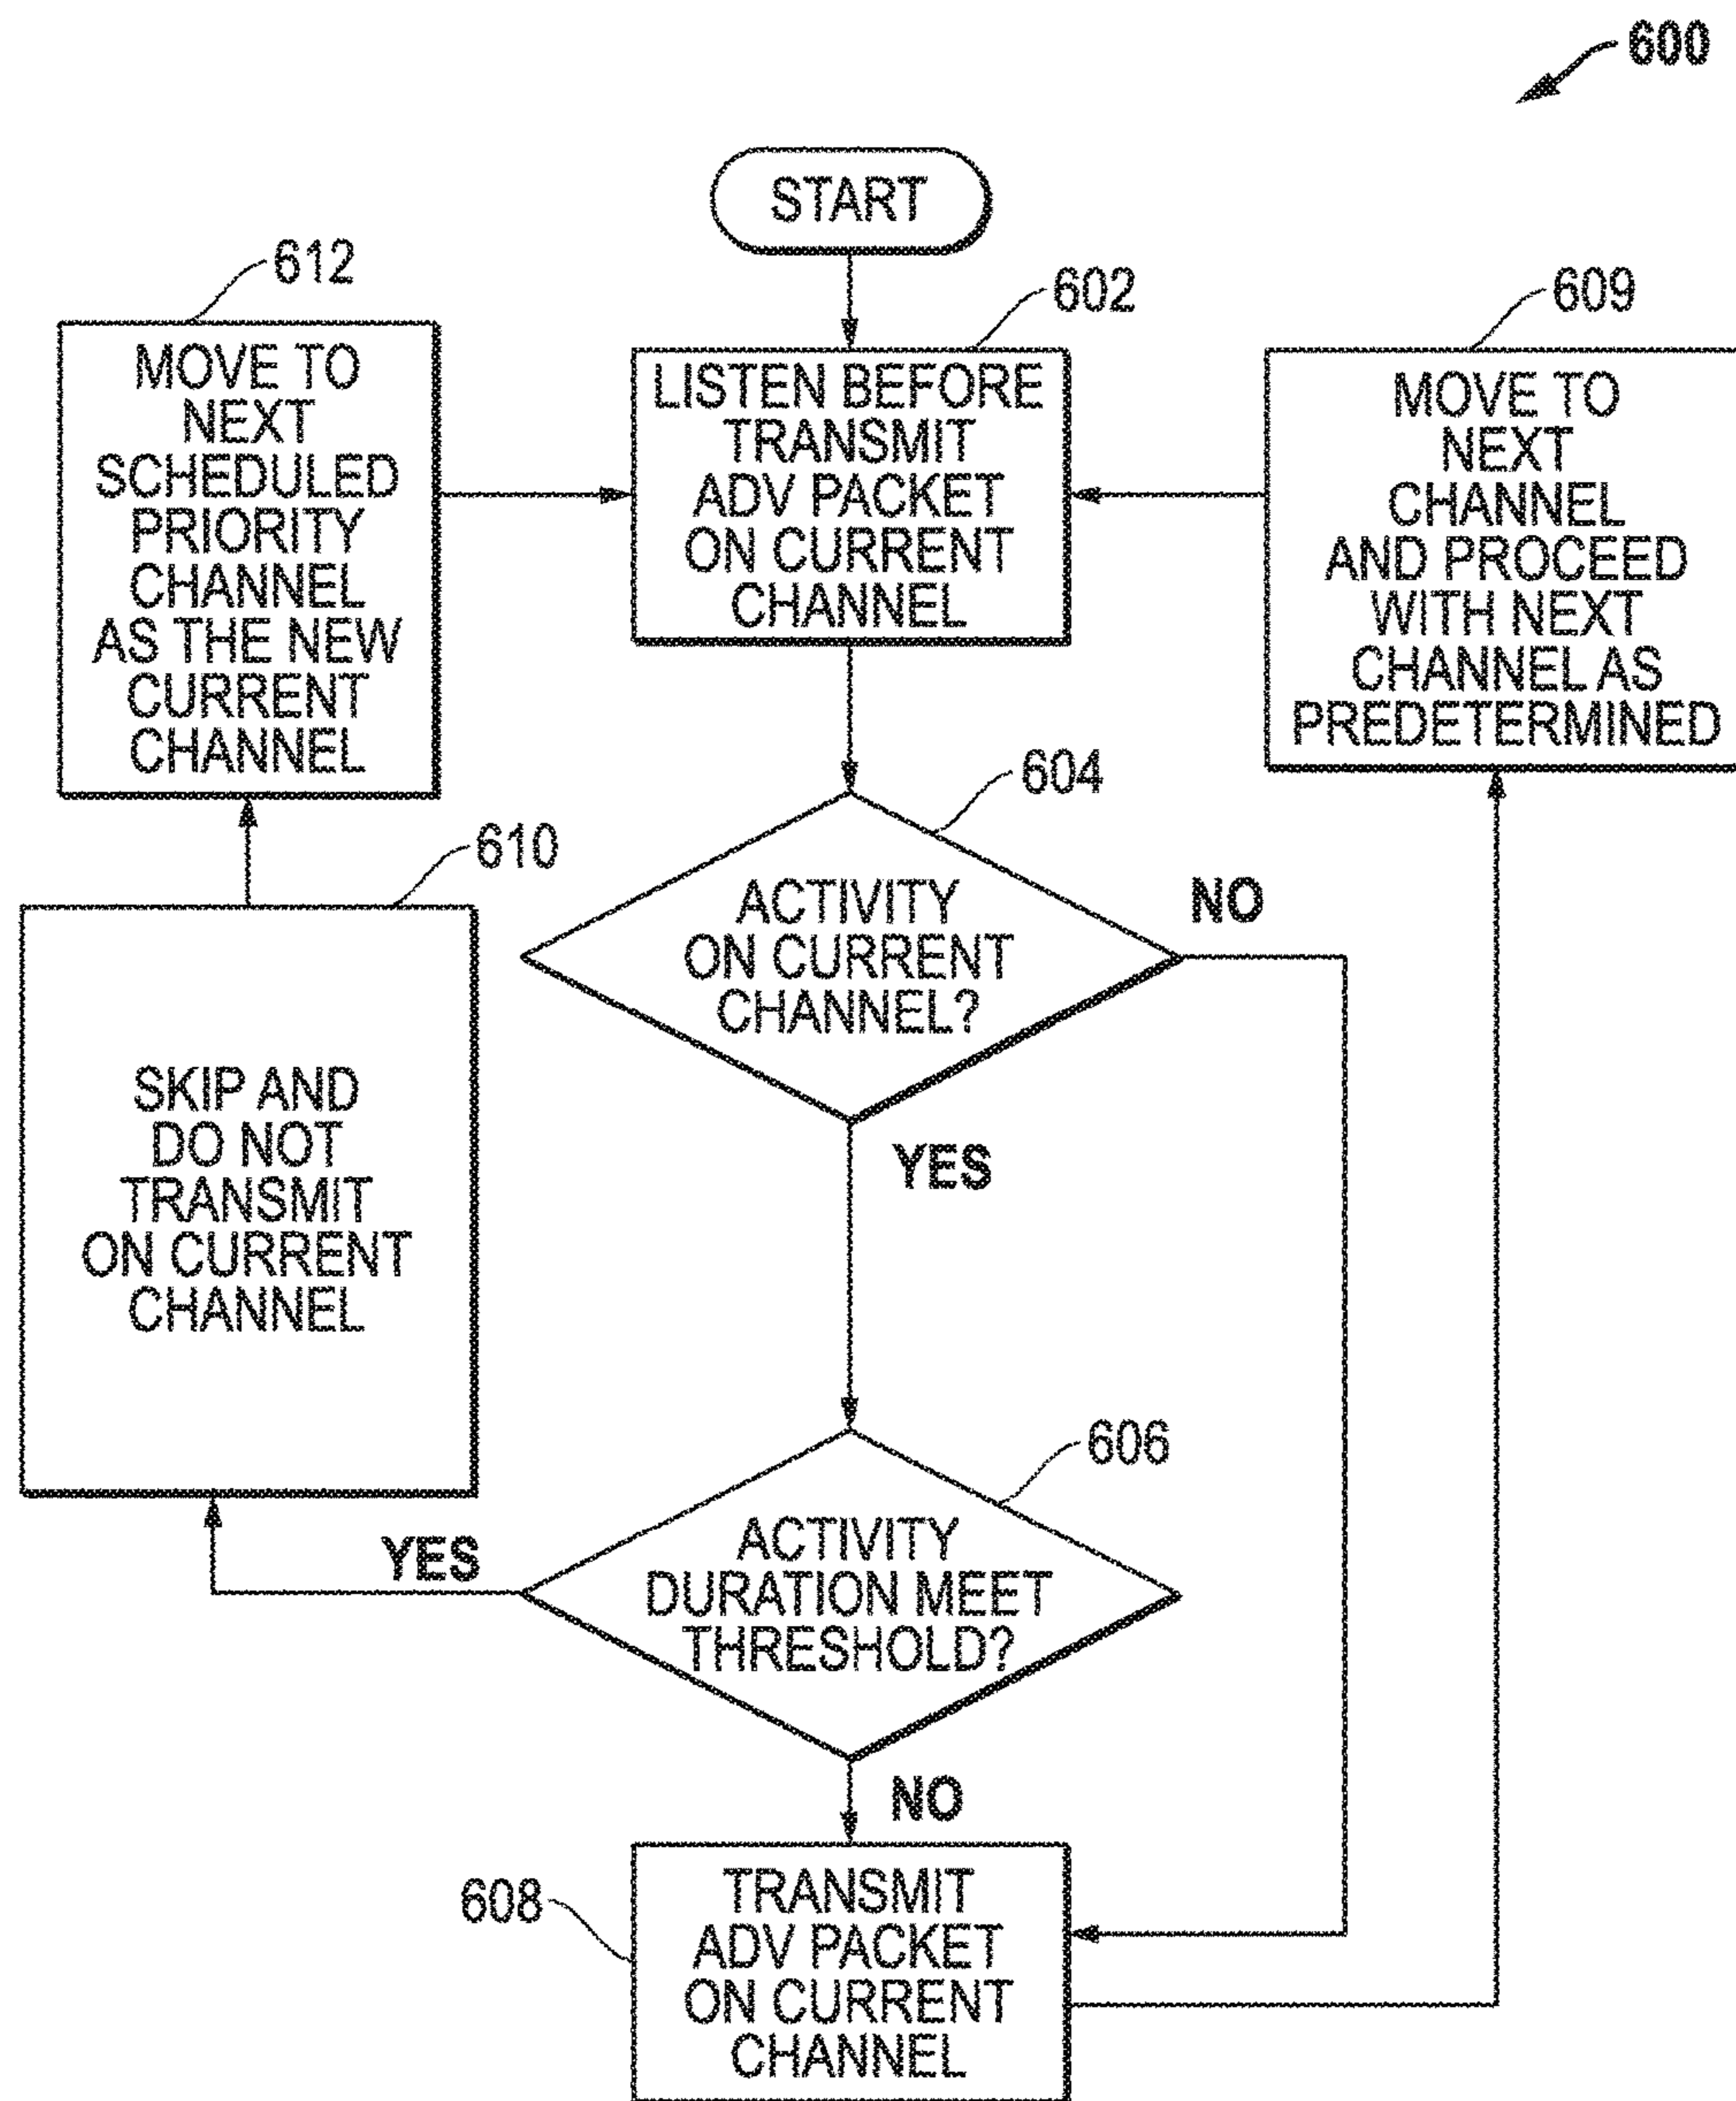 600
START
612
MOVE TO
NEXT
SCHEDULED
PRIORITY
CHANNEL
AS THE NEW
CURRENT
CHANNEL
602
LISTEN BEFORE
TRANSMIT
ADV PACKET
ON CURRENT
CHANNEL
609
MOVE TO
NEXT
CHANNEL
AND PROCEED
WITH NEXT
CHANNEL AS
PREDETERMINED
604
ACTIVITY
ON CURRENT
CHANNEL?
NO
YES
610
SKIP AND
DO NOT
TRANSMIT
ON CURRENT
CHANNEL
606
ACTIVITY
DURATION MEET
THRESHOLD?
YES
NO
608
TRANSMIT
ADV PACKET
ON CURRENT
CHANNEL